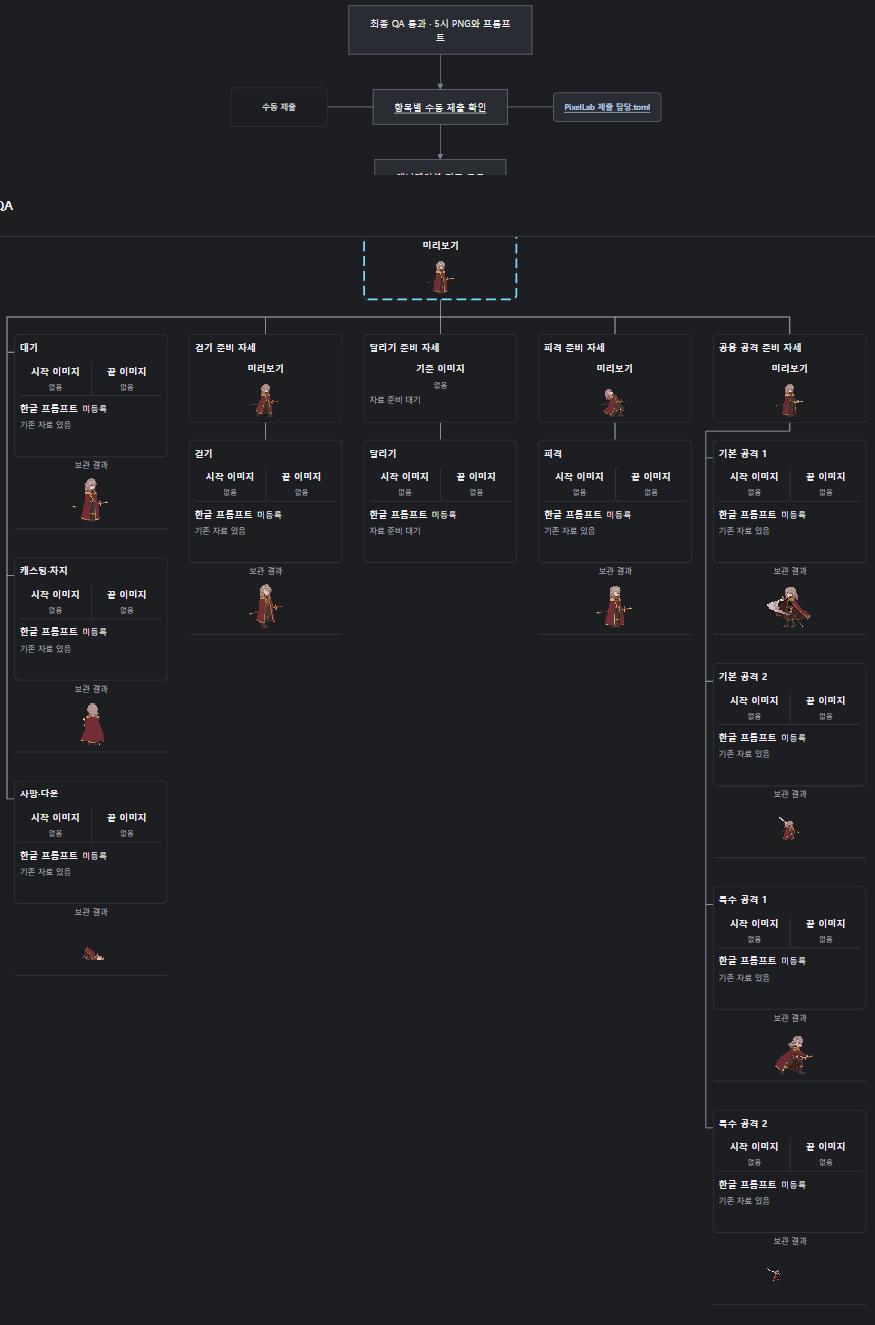 최종 QA 통과 · 5시 PNG와 프롬프
트
수동 제출
항목별 수동 제출 확인
PixelLab 제출 담당.toml
QA
미리보기
대기
시작 이미지
끝 이미지
없음
없음
한글 프롬프트 미등록
기존 자료 있음
보관 결과
캐스팅·차지
시작 이미지
끝 이미지
없음
없음
한글 프롬프트 미등록
기존 자료 있음
보관 결과
사망·다운
시작 이미지
끝 이미지
없음
없음
한글 프롬프트 미등록
기존 자료 있음
보관 결과
걷기 준비 자세
미리보기
걷기
시작 이미지
끝 이미지
없음
없음
한글 프롬프트 미등록
기존 자료 있음
보관 결과
달리기 준비 자세
기준 이미지
없음
자료 준비 대기
달리기
시작 이미지
끝 이미지
없음
없음
한글 프롬프트 미등록
자료 준비 대기
피격 준비 자세
미리보기
피격
시작 이미지
끝 이미지
없음
없음
한글 프롬프트 미등록
기존 자료 있음
보관 결과
공용 공격 준비 자세
미리보기
기본 공격 1
시작 이미지
끝 이미지
없음
없음
한글 프롬프트 미등록
기존 자료 있음
보관 결과
기본 공격 2
시작 이미지
끝 이미지
없음
없음
한글 프롬프트 미등록
기존 자료 있음
보관 결과
특수 공격 1
시작 이미지
끝 이미지
없음
없음
한글 프롬프트 미등록
기존 자료 있음
보관 결과
특수 공격 2
시작 이미지
끝 이미지
없음
없음
한글 프롬프트 미등록
기존 자료 있음
보관 결과